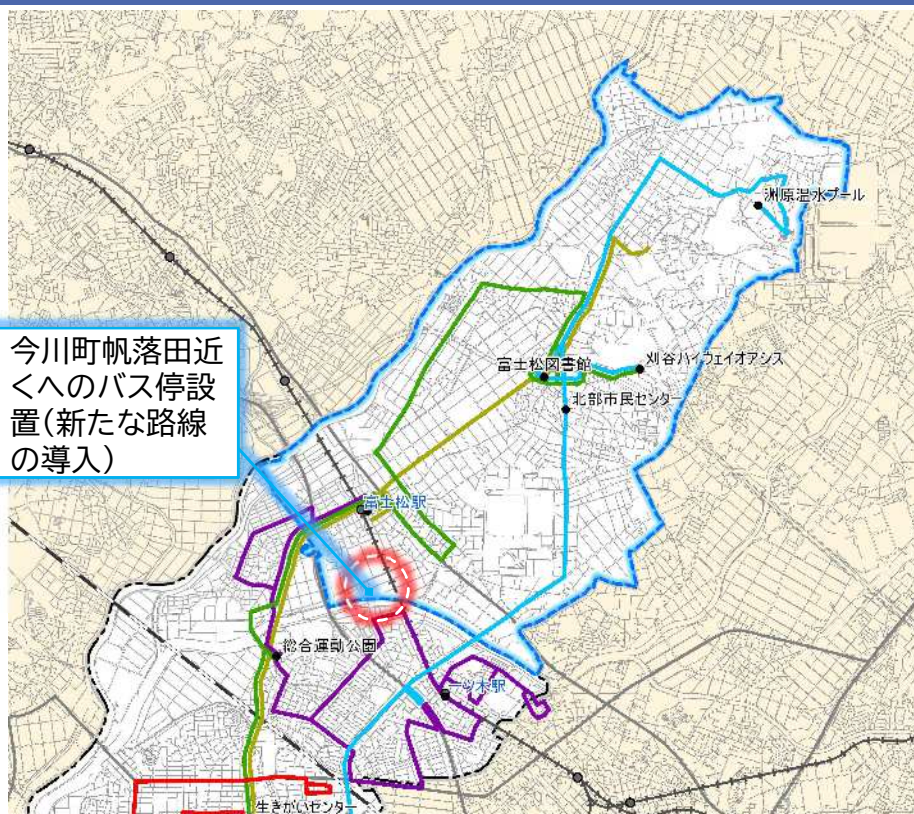 洲原温水プール
今川町帆落田近
くへのバス停設
置(新たな路線
の導入)
富士松図書館
刈谷ハイウェイオアシス
北部市民センター
富士松駅
総合運動公園
一ツ木駅
生きがいセンター